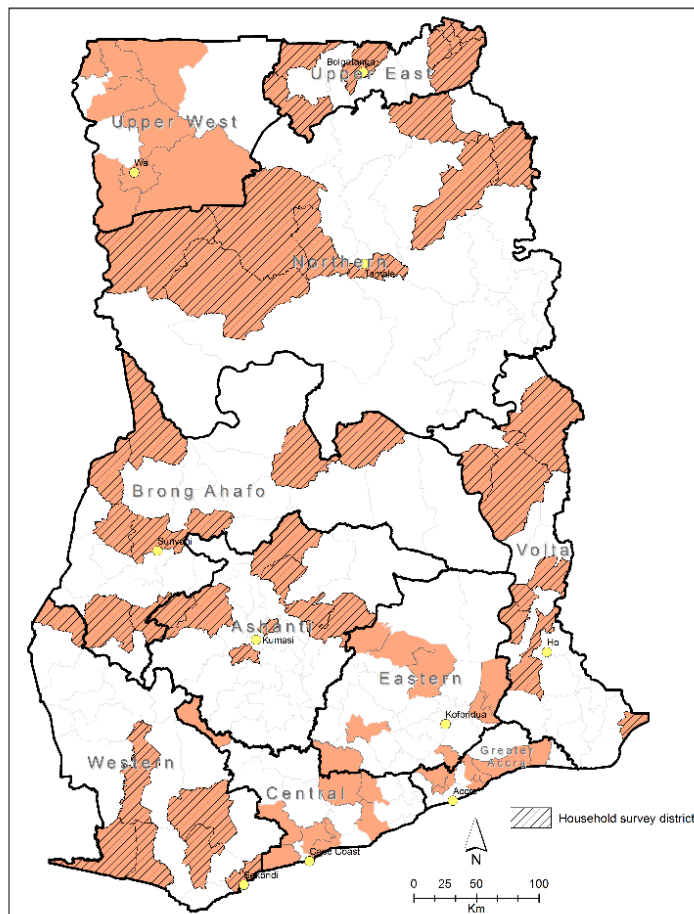 Bolgatanga
Upper East
Upper West
Wa
Northern
Tamale
Brong Ahafo
Sunyani
Volta
Ashanti
Kumasi
Ho
Eastern
Koforidua
Western
Greater
Accra
Central
Accra
Household survey district
Cape Coast
N
Sekondi
0 25 50 100
Km